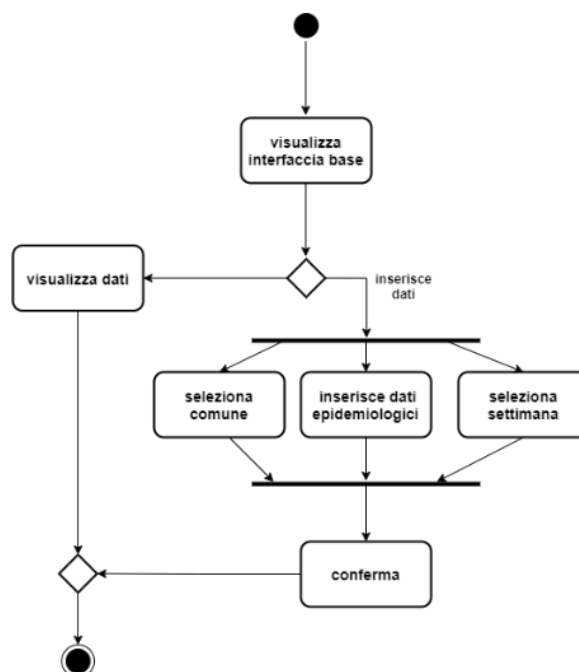 visualizza
interfaccia base
visualizza dati
inserisce
dati
seleziona
comune
inserisce dati
epidemiologici
seleziona
settimana
conferma